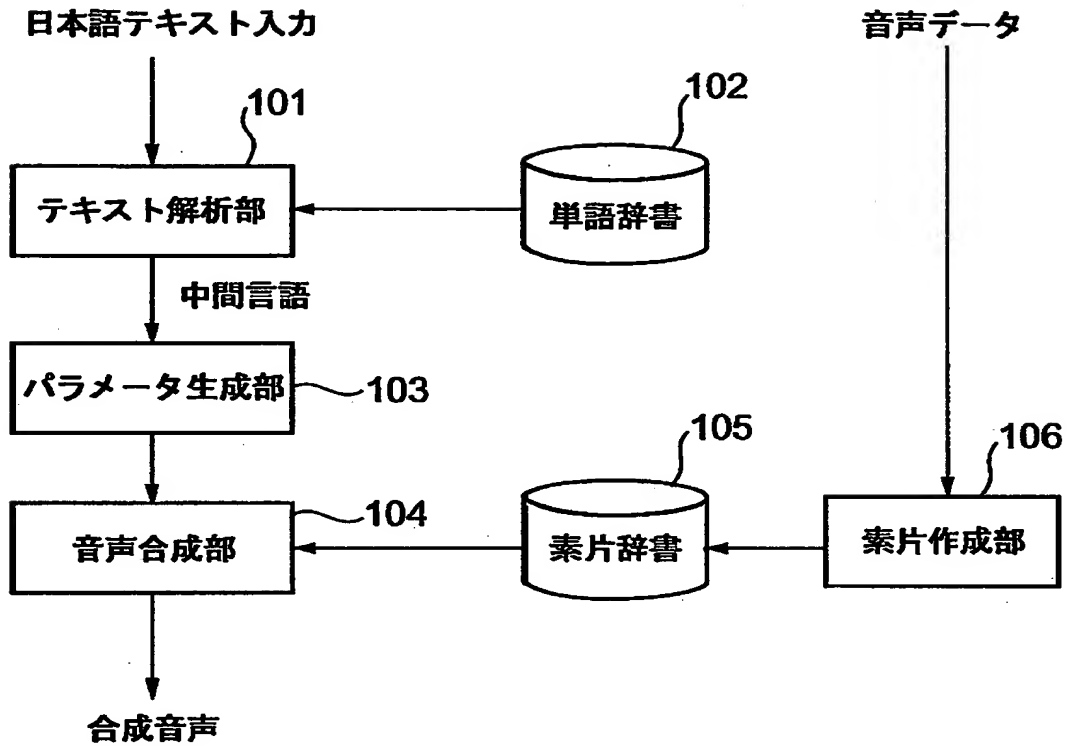 日本語テキスト入力
音声データ
101
102
テキスト解析部
単語辞書
中間言語
パラメータ生成部
103
105
106
104
音声合成部
素片辞書
素片作成部
合成音声